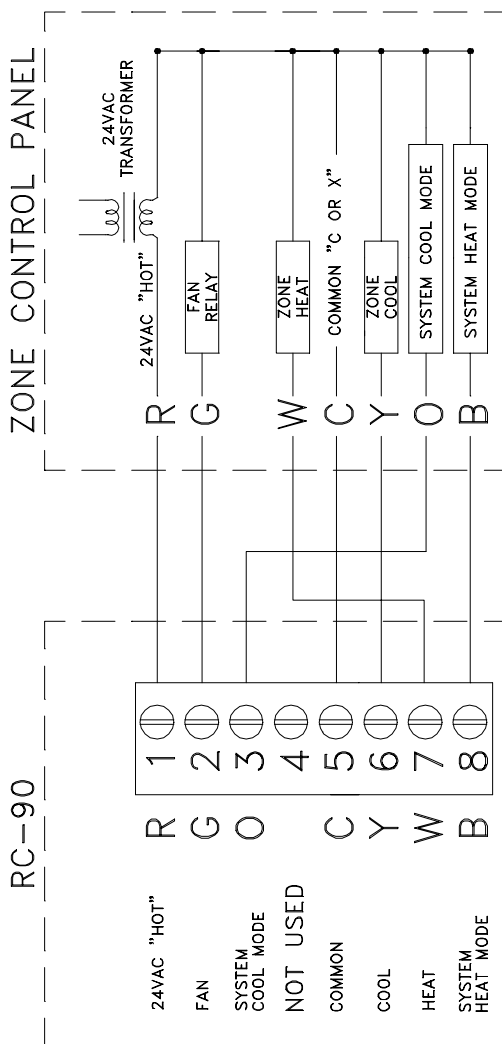 ZONE CONTROL PANEL
24VAC
TRANSFORMER
24VAC "HOT"
FAN
RELAY
ZONE
HEAT
COMMON "C OR X"
ZONE
COOL
SYSTEM COOL MODE
SYSTEM HEAT MODE
R
G
W
C
Y
O
B
RC-90
1
2
3
4
5
6
7
8
R
G
O
C
Y
W
B
24VAC "HOT"
FAN
SYSTEM
COOL MODE
NOT USED
COMMON
COOL
HEAT
SYSTEM
HEAT MODE